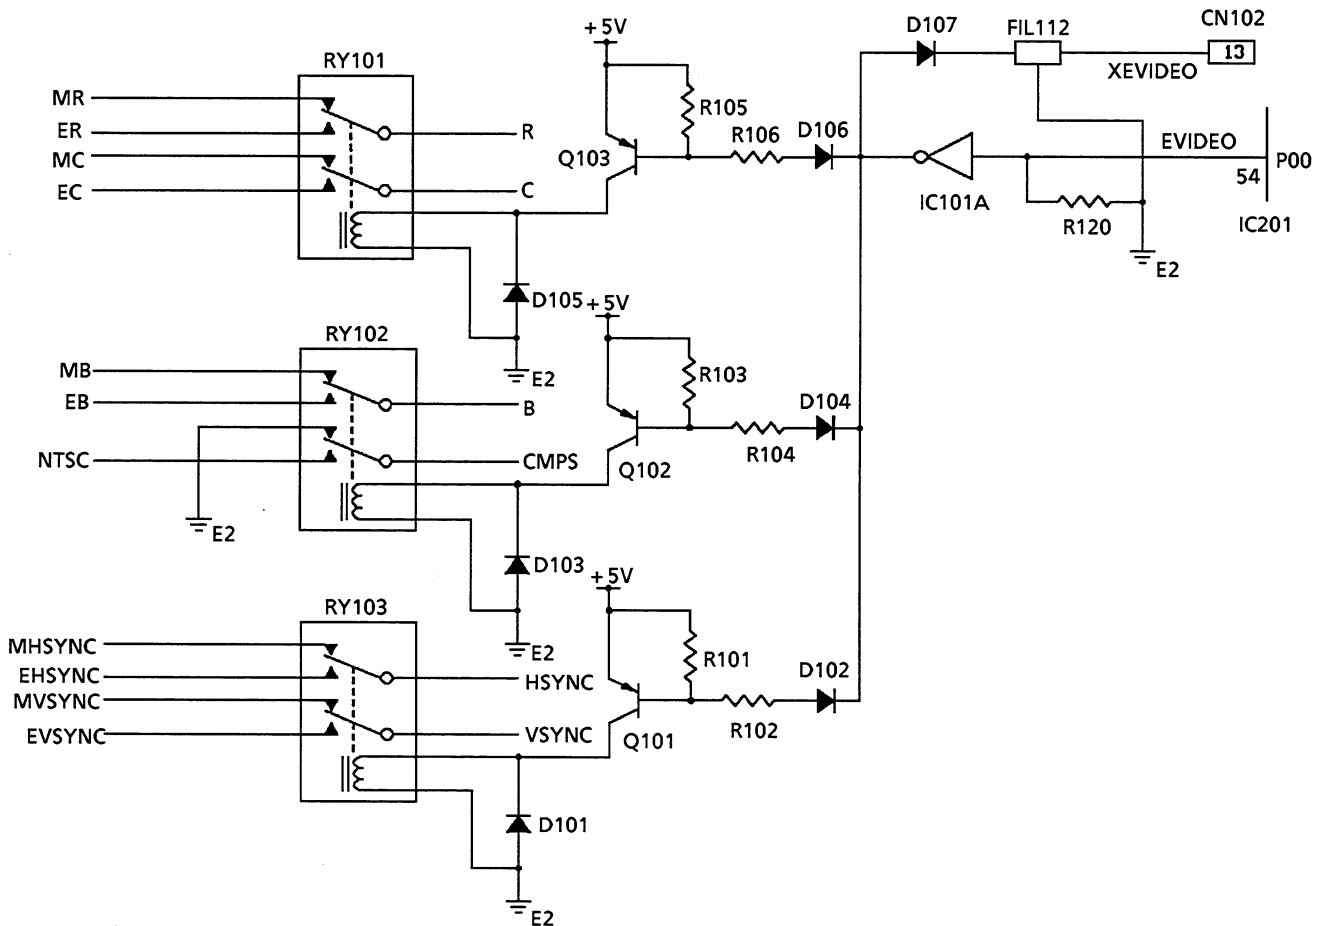 RY101
MR
ER
MC
EC
R
C
+5V
Q103
R105
R106
D106
D107
FIL112
CN102
13
XEVIDEO
EVIDEO
54
P00
IC201
IC101A
R120
E2
D105
E2
RY102
MB
EB
NTSC
E2
B
CMPS
+5V
R103
R104
D104
Q102
D103
E2
RY103
MHSYNC
EHSYNC
MVSYNC
EVSYNC
HSYNC
VSYNC
+5V
R101
R102
D102
Q101
D101
E2